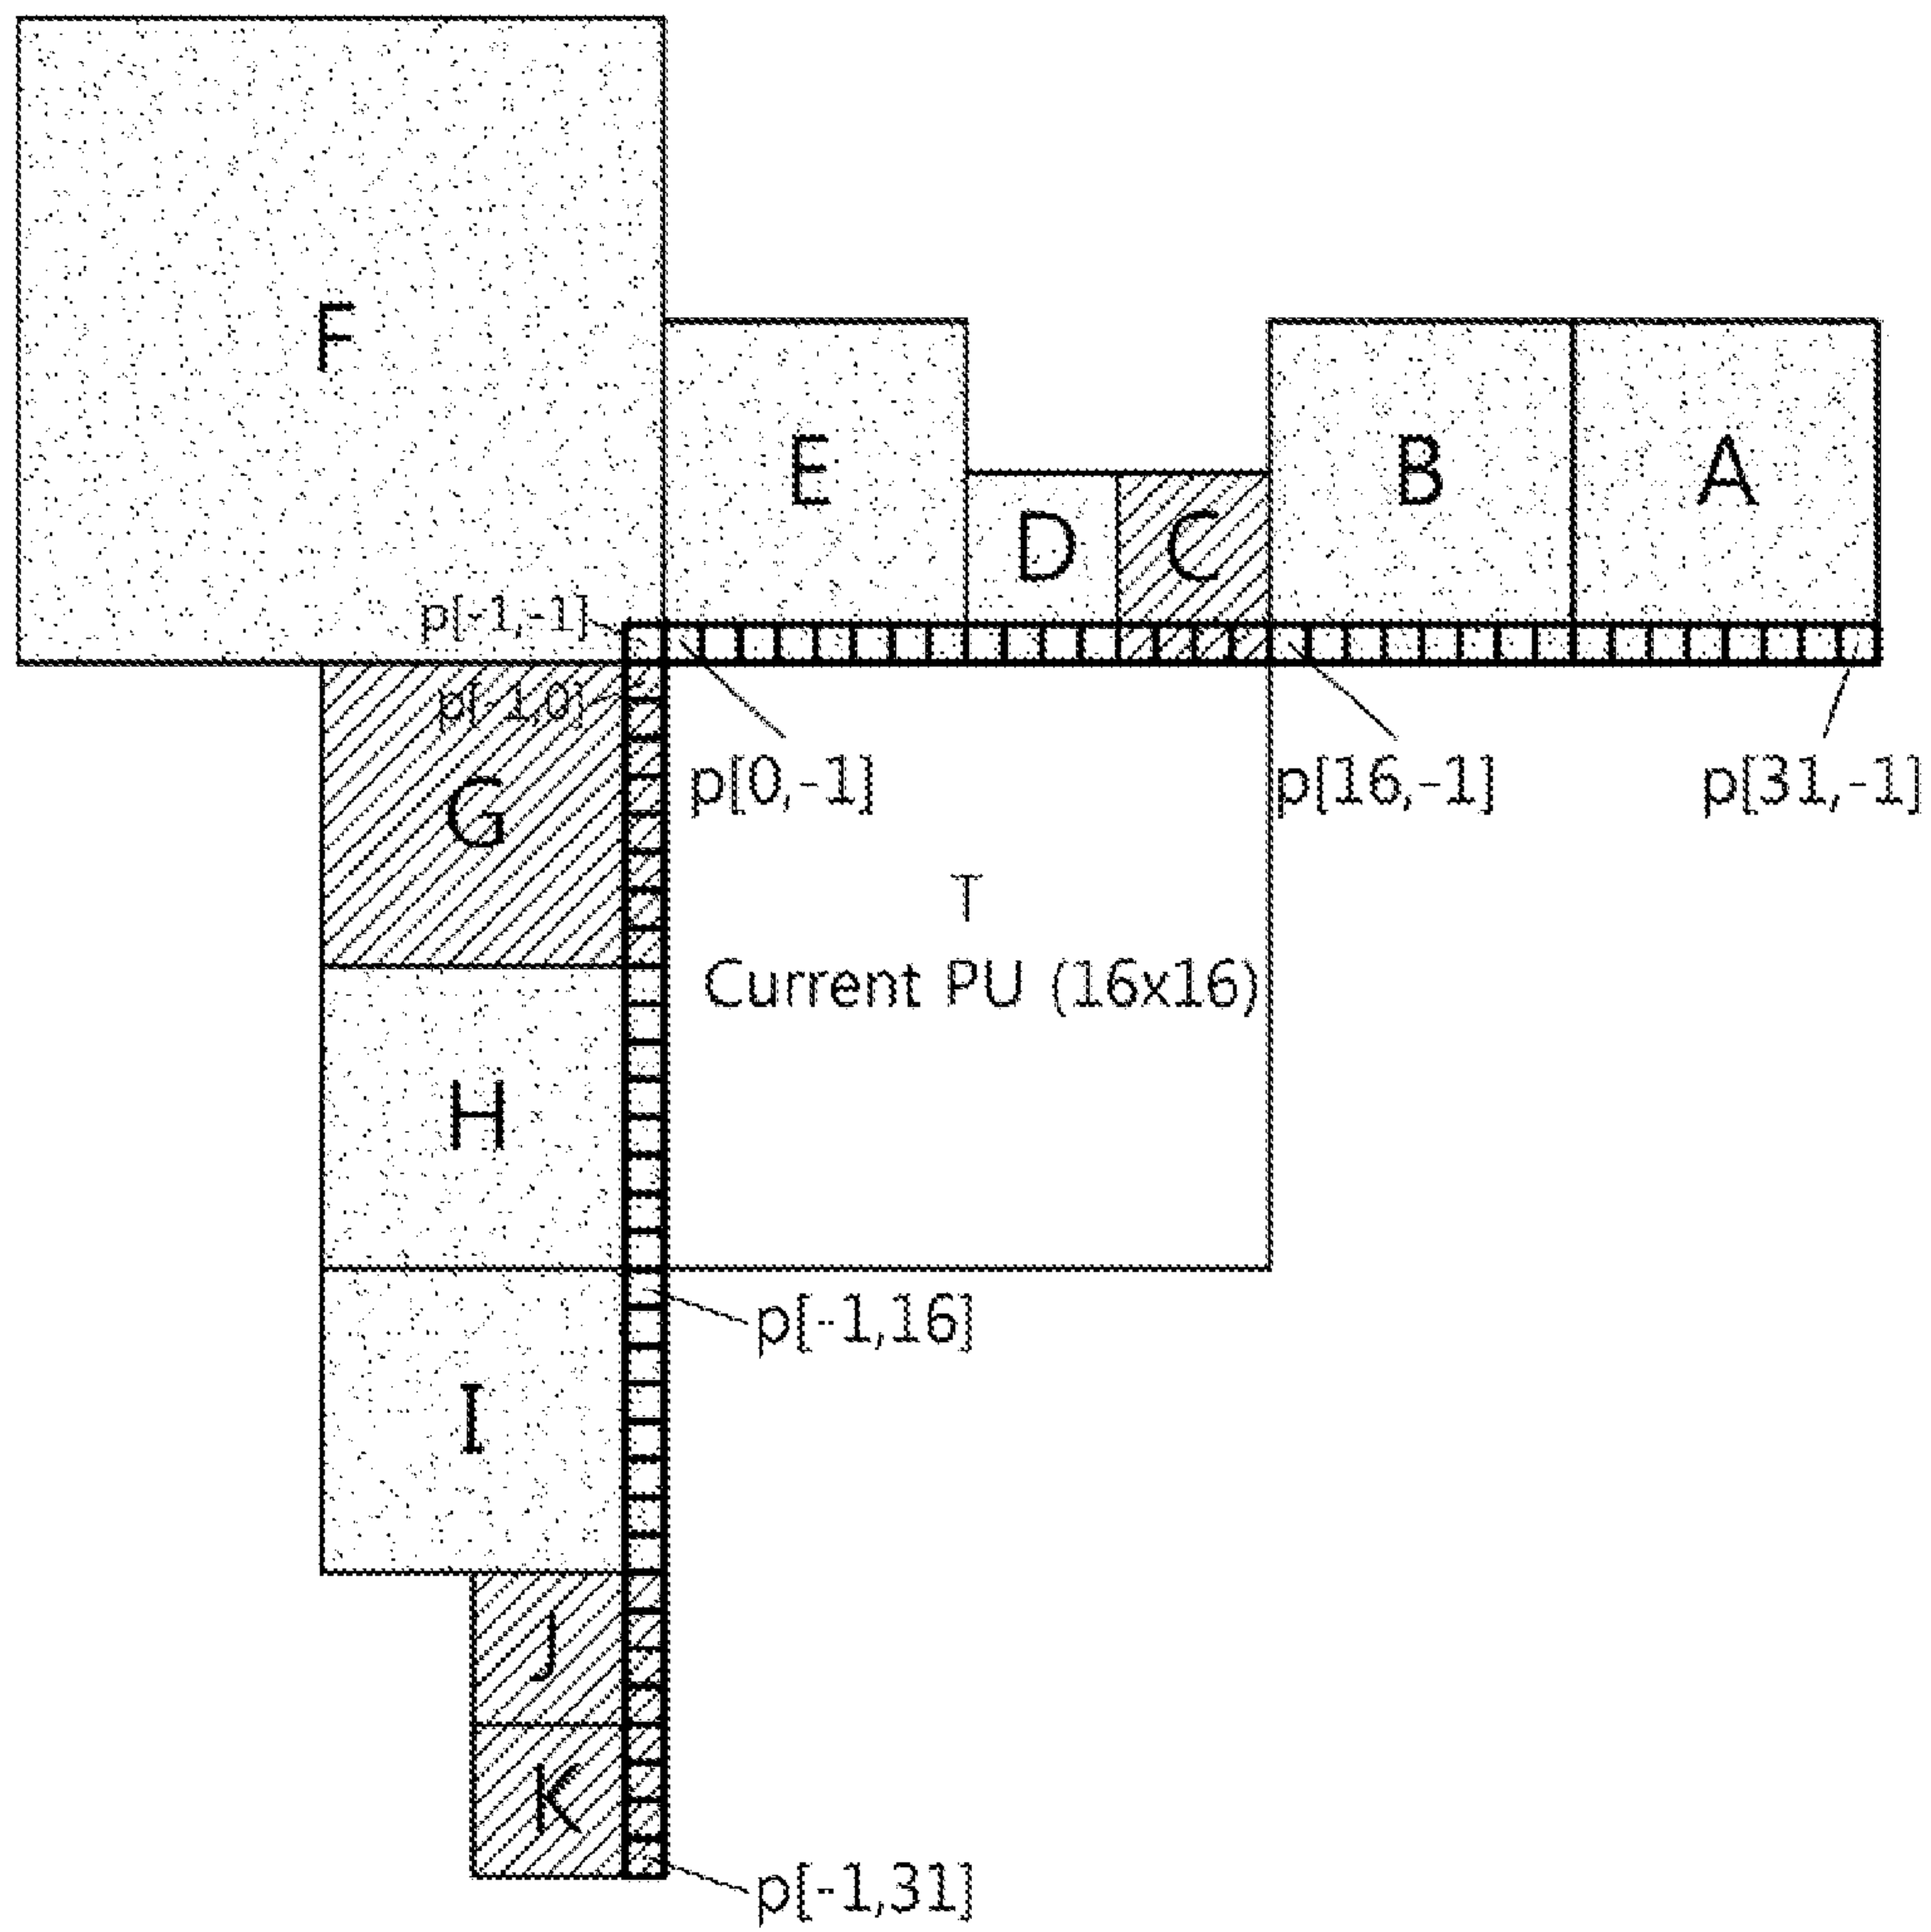 F
E
B
A
D
C
p[-1,-1]
p[-1,0]
G
p[0,-1]
p[16,-1]
p[31,-1]
T
Current PU (16x16)
H
p[-1,16]
I
J
K
p[-1,31]